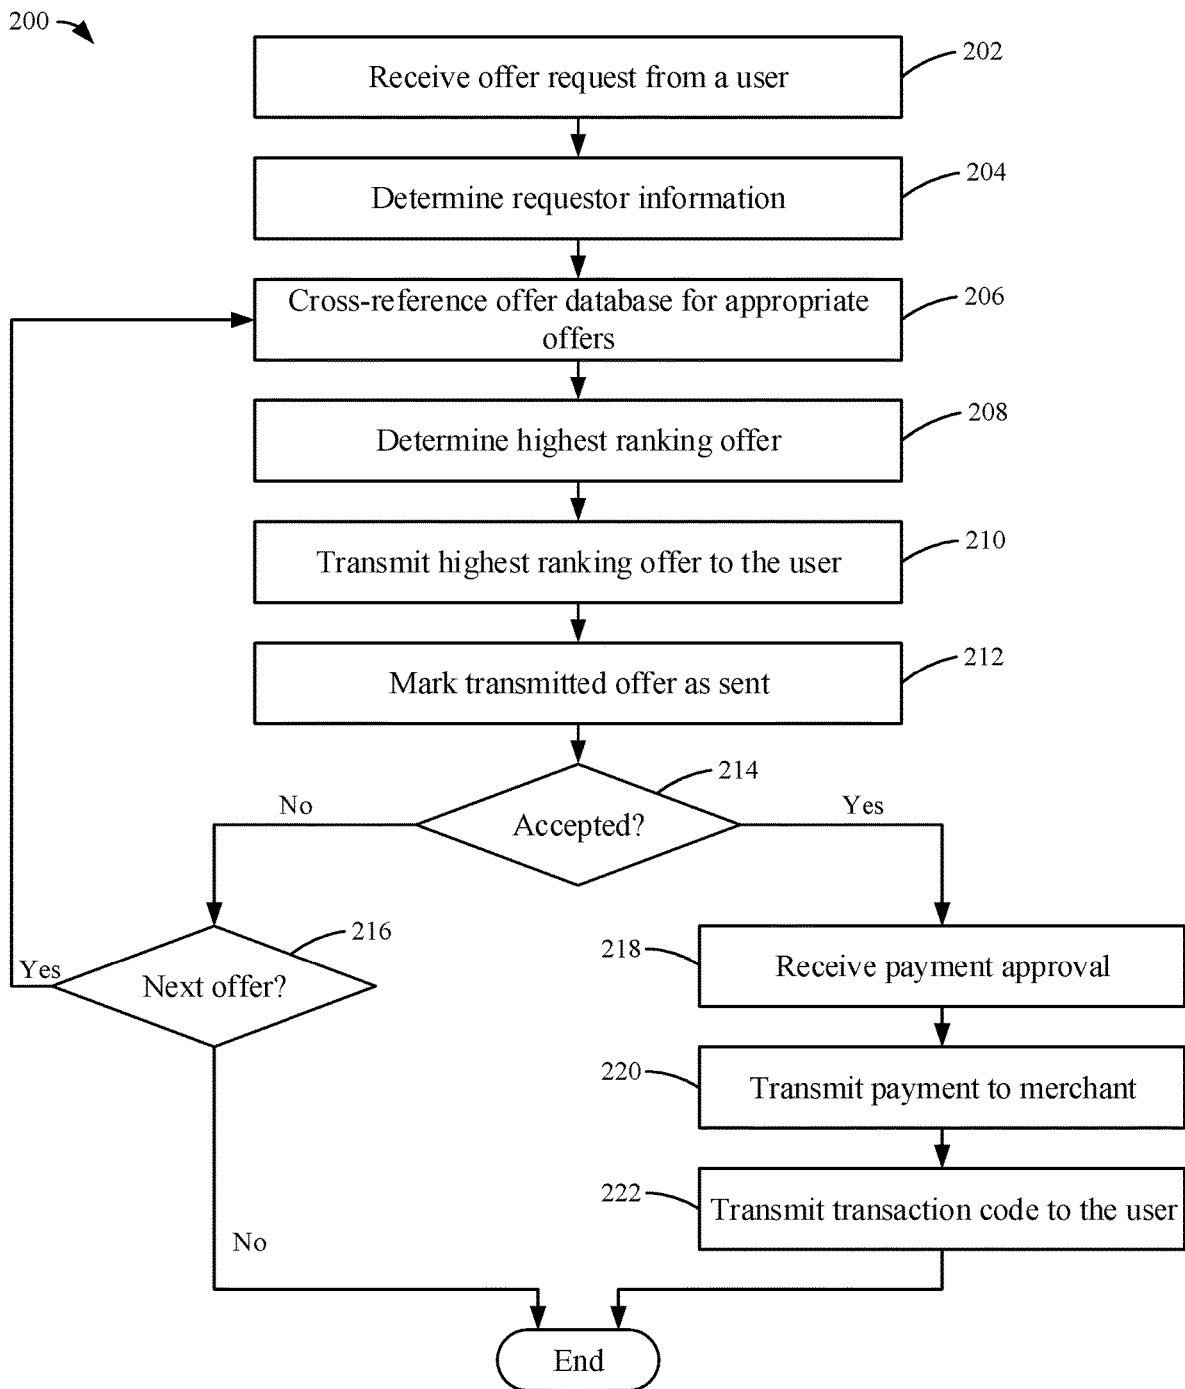 200
Receive offer request from a user
202
Determine requestor information
204
Cross-reference offer database for appropriate
offers
206
Determine highest ranking offer
208
Transmit highest ranking offer to the user
210
Mark transmitted offer as sent
212
Accepted?
214
No
Yes
Next offer?
216
Yes
No
218
Receive payment approval
220
Transmit payment to merchant
222
Transmit transaction code to the user
End